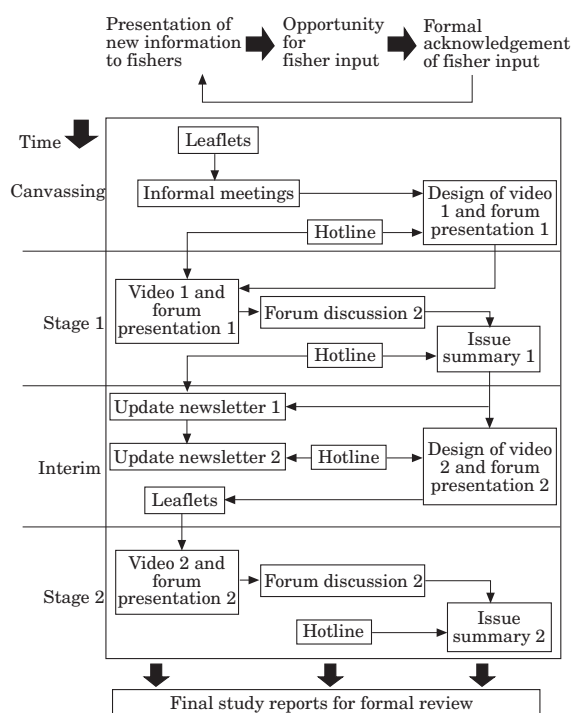 Presentation of
new information
to fishers
Opportunity
for
fisher input
Formal
acknowledgement
of fisher input
Time
Canvassing
Leaflets
Informal meetings
Design of video
1 and forum
presentation 1
Hotline
Stage 1
Video 1 and
forum
presentation 1
Forum discussion 2
Issue
summary 1
Hotline
Interim
Update newsletter 1
Update newsletter 2
Hotline
Design of video
2 and forum
presentation 2
Leaflets
Stage 2
Video 2 and
forum
presentation 2
Forum discussion 2
Hotline
Issue
summary 2
Final study reports for formal review